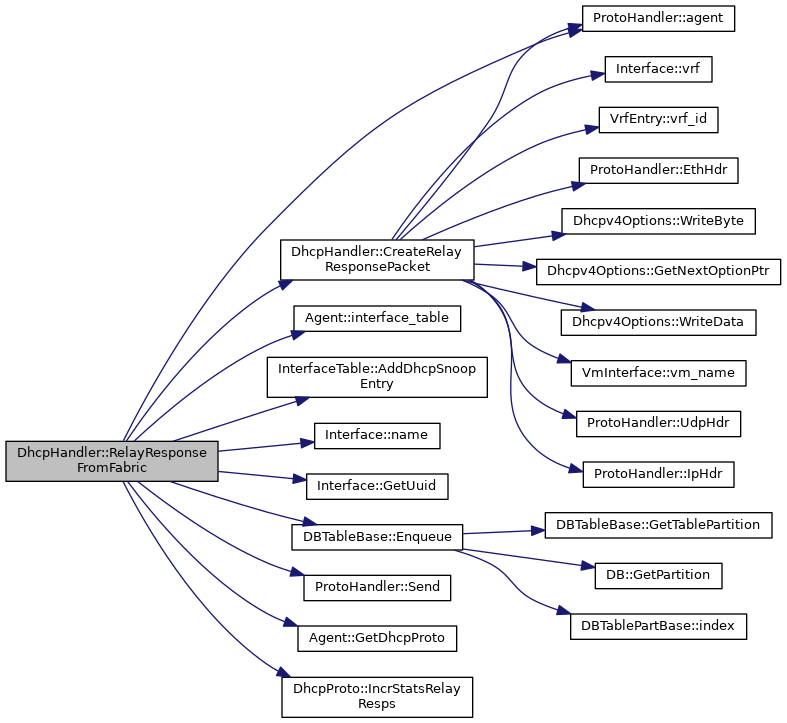 DhcpHandler::RelayResponse
FromFabric
DhcpHandler::CreateRelay
ResponsePacket
Agent::interface_table
InterfaceTable::AddDhcpSnoop
Entry
Interface::name
Interface::GetUuid
DBTableBase::Enqueue
ProtoHandler::Send
Agent::GetDhcpProto
DhcpProto::IncrStatsRelay
Resps
ProtoHandler::agent
Interface::vrf
VrfEntry::vrf_id
ProtoHandler::EthHdr
Dhcpv4Options::WriteByte
Dhcpv4Options::GetNextOptionPtr
Dhcpv4Options::WriteData
VmInterface::vm_name
ProtoHandler::UdpHdr
ProtoHandler::IpHdr
DBTableBase::GetTablePartition
DB::GetPartition
DBTablePartBase::index